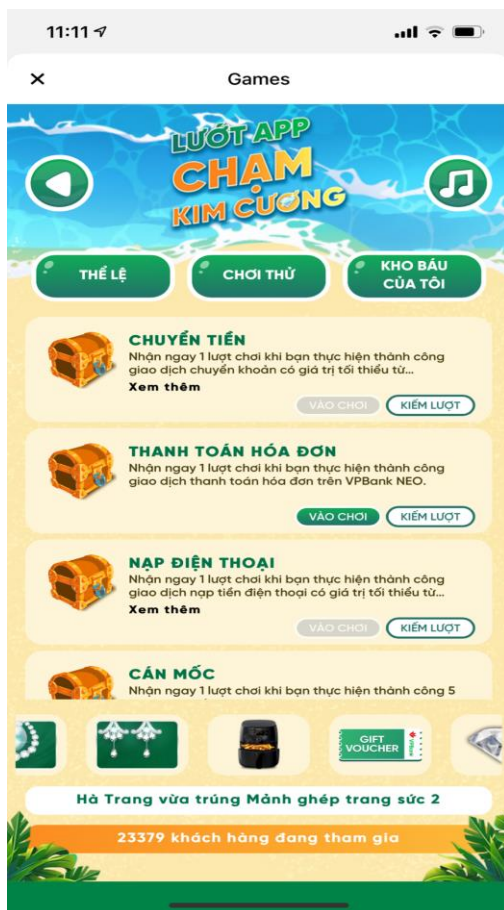 11:11
Games
LƯỚT APP
CHẠM
KIM CƯƠNG
THỂ LỆ
CHƠI THỬ
KHO BÁU
CỦA TÔI
CHUYỂN TIỀN
Nhận ngay 1 lượt chơi khi bạn thực hiện thành công
giao dịch chuyển khoản có giá trị tối thiểu từ...
Xem thêm
VÀO CHƠI
KIẾM LƯỢT
THANH TOÁN HÓA ĐƠN
Nhận ngay 1 lượt chơi khi bạn thực hiện thành công
giao dịch thanh toán hóa đơn trên VPBank NEO.
VÀO CHƠI
KIẾM LƯỢT
NẠP ĐIỆN THOẠI
Nhận ngay 1 lượt chơi khi bạn thực hiện thành công
giao dịch nạp tiền điện thoại có giá trị tối thiểu từ...
Xem thêm
VÀO CHƠI
KIẾM LƯỢT
CÁN MỐC
Nhận ngay 1 lượt chơi khi bạn thực hiện thành công 5
GIFT
VOUCHER
VPBank
Hà Trang vừa trúng Mảnh ghép trang sức 2
23379 khách hàng đang tham gia